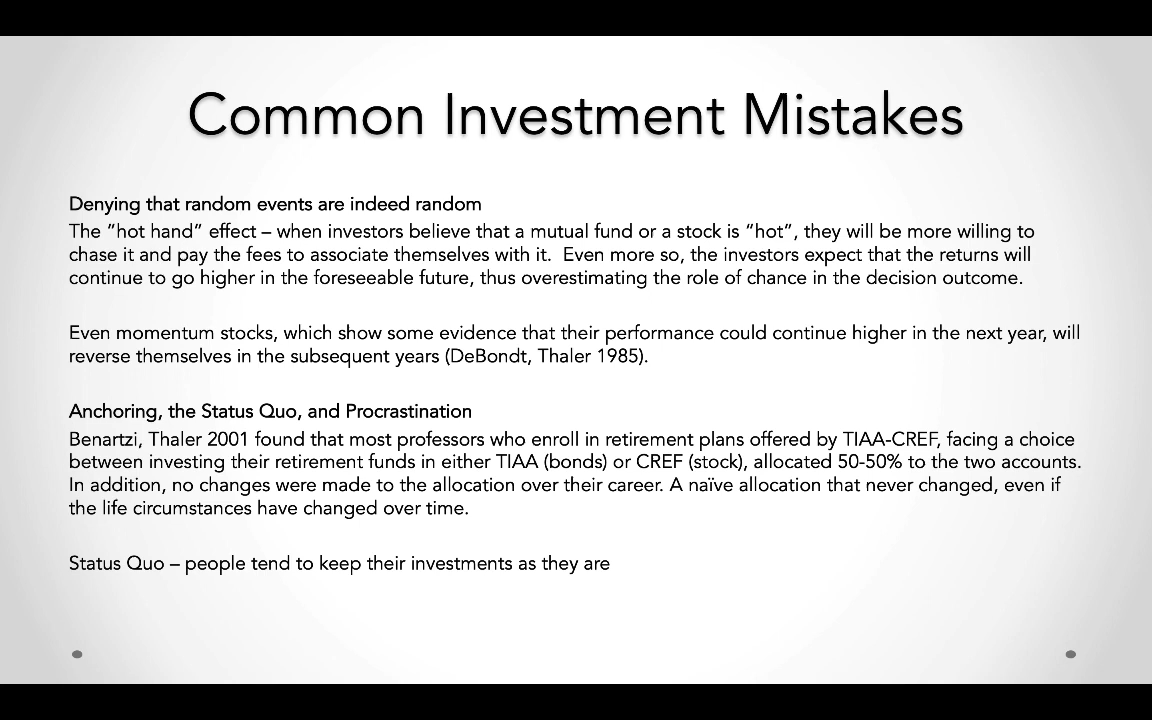 Common Investment Mistakes
Denying that random events are indeed random
The “hot hand” effect – when investors believe that a mutual fund or a stock is “hot”, they will be more willing to
chase it and pay the fees to associate themselves with it.  Even more so, the investors expect that the returns will
continue to go higher in the foreseeable future, thus overestimating the role of chance in the decision outcome.
Even momentum stocks, which show some evidence that their performance could continue higher in the next year, will
reverse themselves in the subsequent years (DeBondt, Thaler 1985).
Anchoring, the Status Quo, and Procrastination
Benartzi, Thaler 2001 found that most professors who enroll in retirement plans offered by TIAA-CREF, facing a choice
between investing their retirement funds in either TIAA (bonds) or CREF (stock), allocated 50-50% to the two accounts.
In addition, no changes were made to the allocation over their career. A naïve allocation that never changed, even if
the life circumstances have changed over time.
Status Quo – people tend to keep their investments as they are